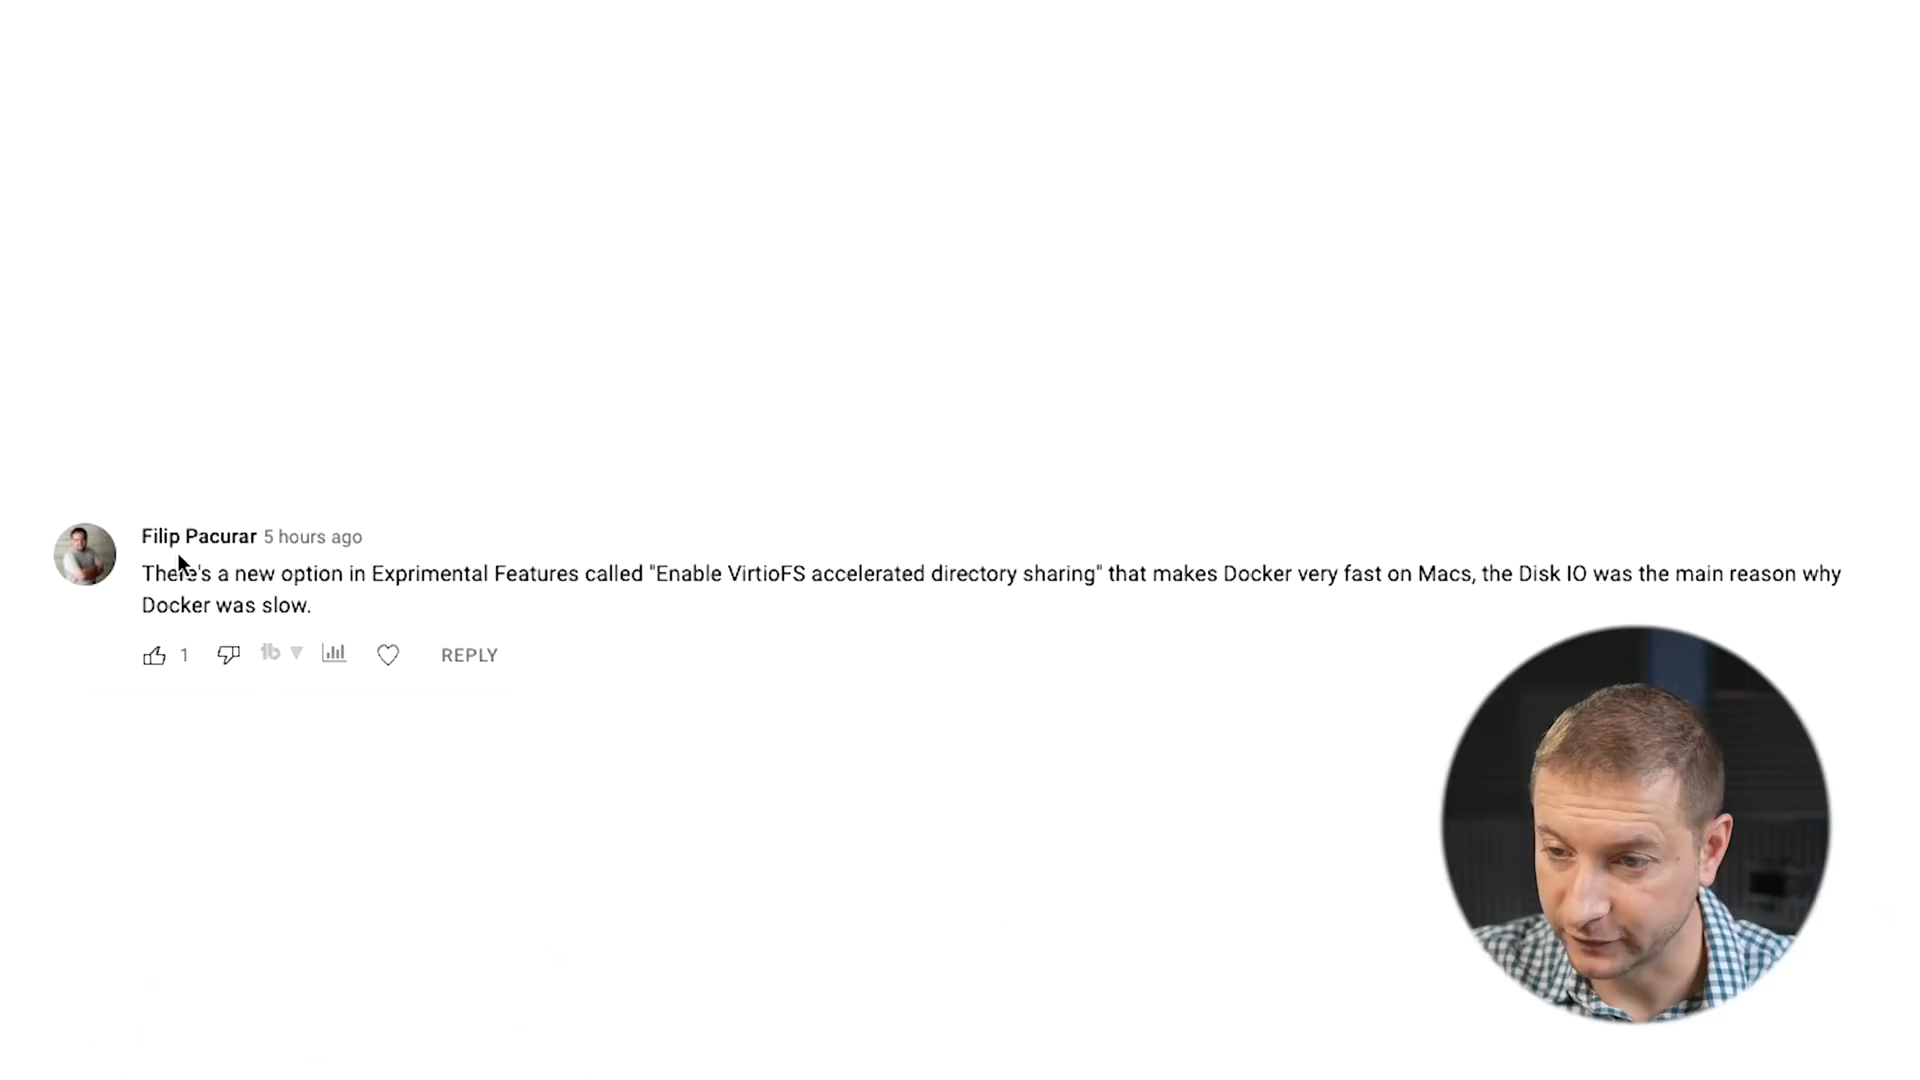 Filip Pacurar 5 hours ago
There's a new option in Exprimental Features called "Enable VirtioFS accelerated directory sharing" that makes Docker very fast on Macs, the Disk IO was the main reason why
Docker was slow.
1 REPLY